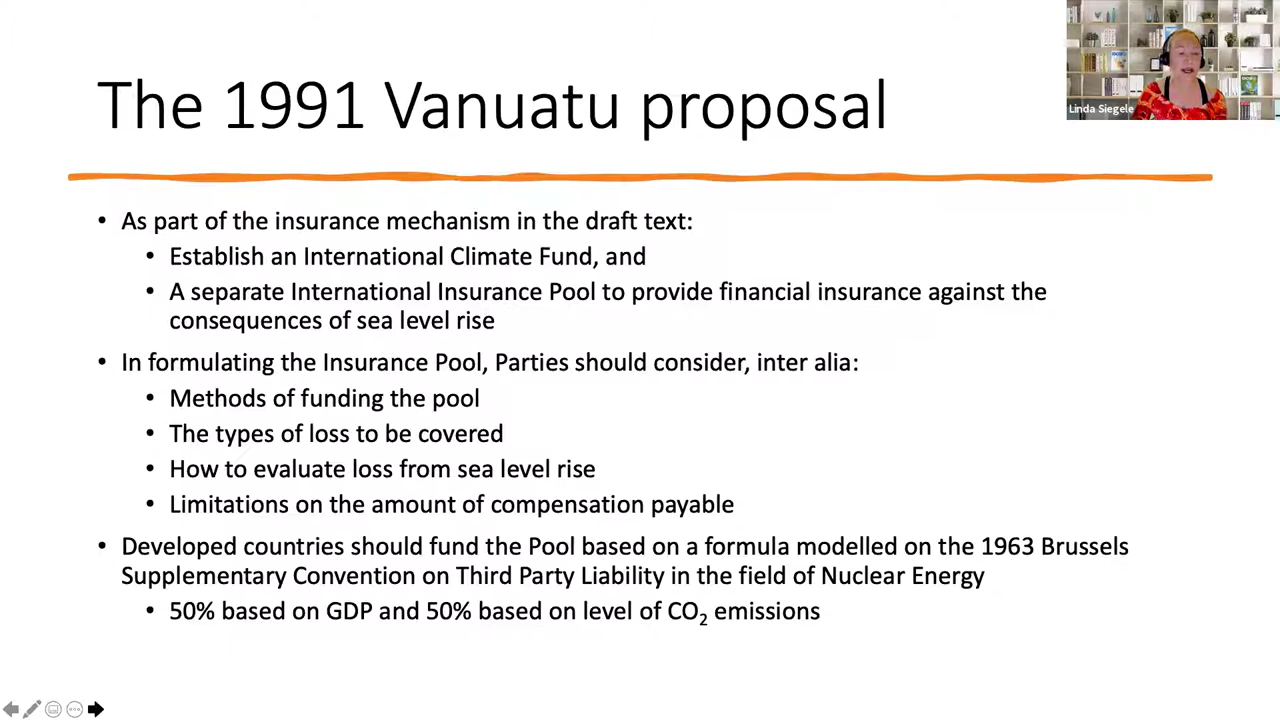 The 1991 Vanuatu proposal
Linda Siegele
• As part of the insurance mechanism in the draft text:
• Establish an International Climate Fund, and
• A separate International Insurance Pool to provide financial insurance against the
consequences of sea level rise
• In formulating the Insurance Pool, Parties should consider, inter alia:
• Methods of funding the pool
• The types of loss to be covered
• How to evaluate loss from sea level rise
• Limitations on the amount of compensation payable
• Developed countries should fund the Pool based on a formula modelled on the 1963 Brussels
Supplementary Convention on Third Party Liability in the field of Nuclear Energy
• 50% based on GDP and 50% based on level of CO₂ emissions